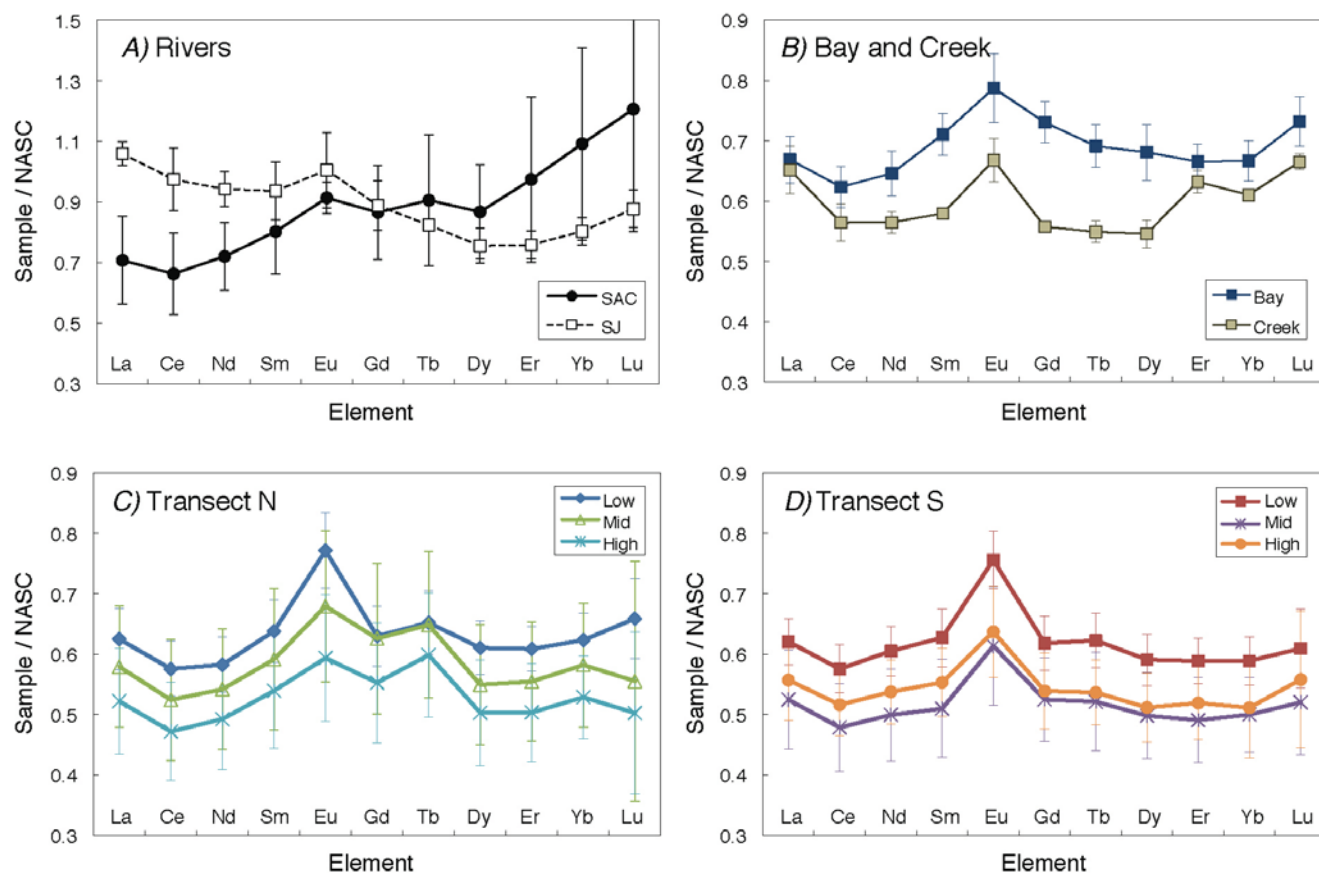 A) Rivers
1.5
1.3
1.1
0.9
0.7
0.5
0.3
Sample / NASC
SAC
SJ
La Ce Nd Sm Eu Gd Tb Dy Er Yb Lu
Element
B) Bay and Creek
0.9
0.8
0.7
0.6
0.5
0.4
0.3
Sample / NASC
Bay
Creek
La Ce Nd Sm Eu Gd Tb Dy Er Yb Lu
Element
C) Transect N
0.9
0.8
0.7
0.6
0.5
0.4
0.3
Sample / NASC
Low
Mid
High
La Ce Nd Sm Eu Gd Tb Dy Er Yb Lu
Element
D) Transect S
0.9
0.8
0.7
0.6
0.5
0.4
0.3
Sample / NASC
Low
Mid
High
La Ce Nd Sm Eu Gd Tb Dy Er Yb Lu
Element